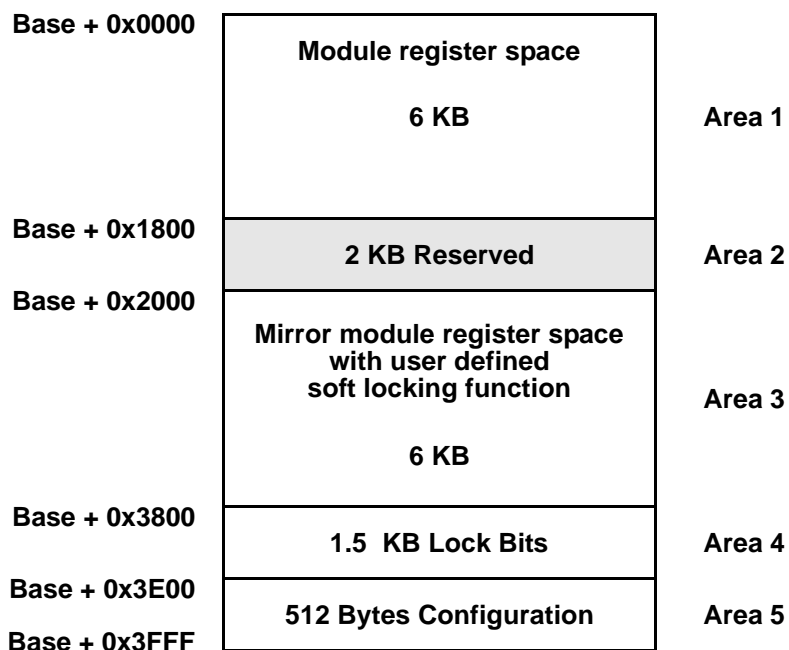 Base + 0x0000
Module register space
6 KB
Area 1
Base + 0x1800
2 KB Reserved
Area 2
Base + 0x2000
Mirror module register space
with user defined
soft locking function
Area 3
6 KB
Base + 0x3800
1.5 KB Lock Bits
Area 4
Base + 0x3E00
512 Bytes Configuration
Area 5
Base + 0x3FFF